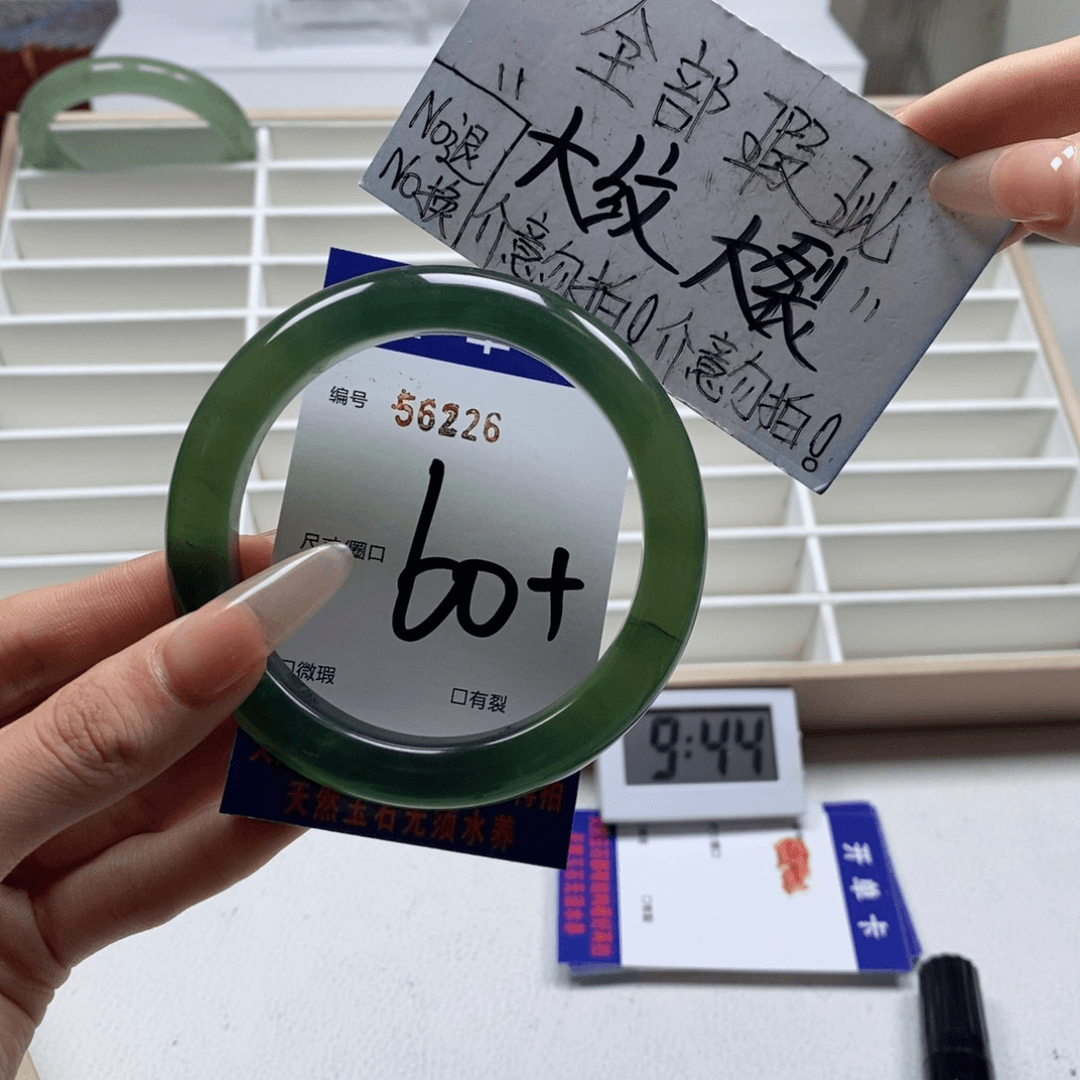 全部瑕疵
"大纹大裂"
No退
No换
介意勿拍!介意勿拍!
编号 56226
尺寸/圈口 60+
□微瑕 □有裂
天然玉石无须水养
9:44
开单卡